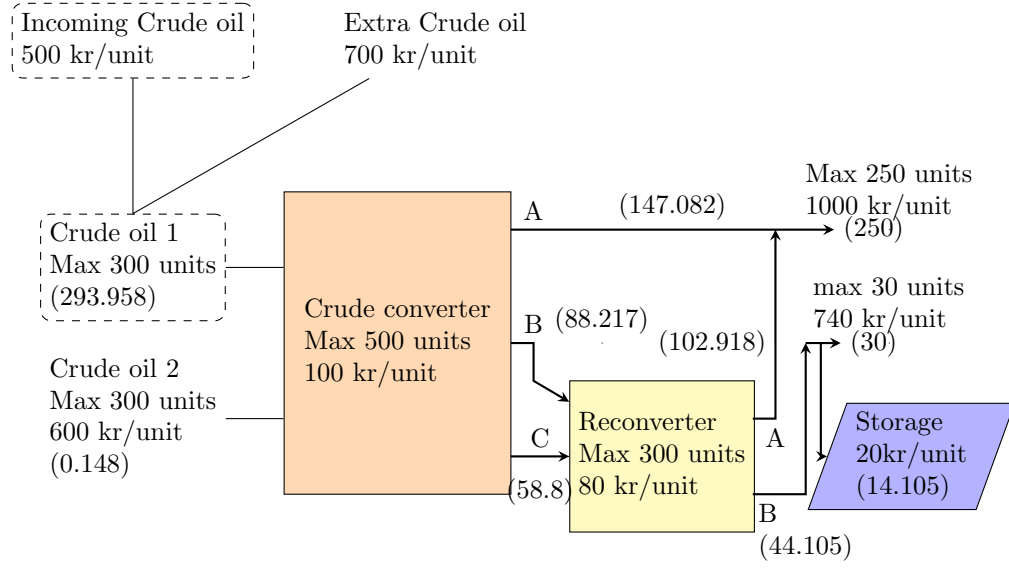 Incoming Crude oil
500 kr/unit
Extra Crude oil
700 kr/unit
Crude oil 1
Max 300 units
(293.958)
Crude oil 2
Max 300 units
600 kr/unit
(0.148)
Crude converter
Max 500 units
100 kr/unit
A
(147.082)
B
(88.217)
C
(58.8)
(102.918)
Reconverter
Max 300 units
80 kr/unit
A
B
(44.105)
Max 250 units
1000 kr/unit
(250)
max 30 units
740 kr/unit
(30)
Storage
20kr/unit
(14.105)